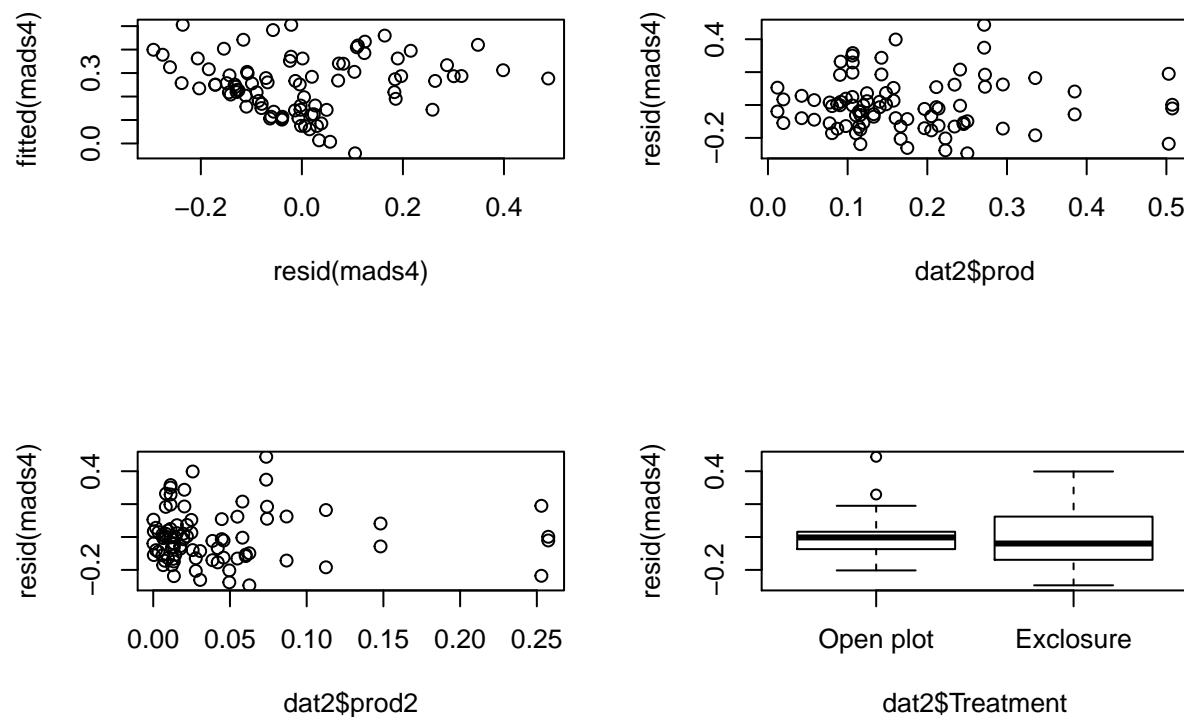 fitted(mads4)
0.3
0.0
−0.2
0.0
0.2
0.4
resid(mads4)
resid(mads4)
0.4
−0.2
0.0
0.1
0.2
0.3
0.4
0.5
dat2$prod
resid(mads4)
0.4
−0.2
0.00
0.05
0.10
0.15
0.20
0.25
dat2$prod2
resid(mads4)
0.4
−0.2
Open plot
Exclosure
dat2$Treatment